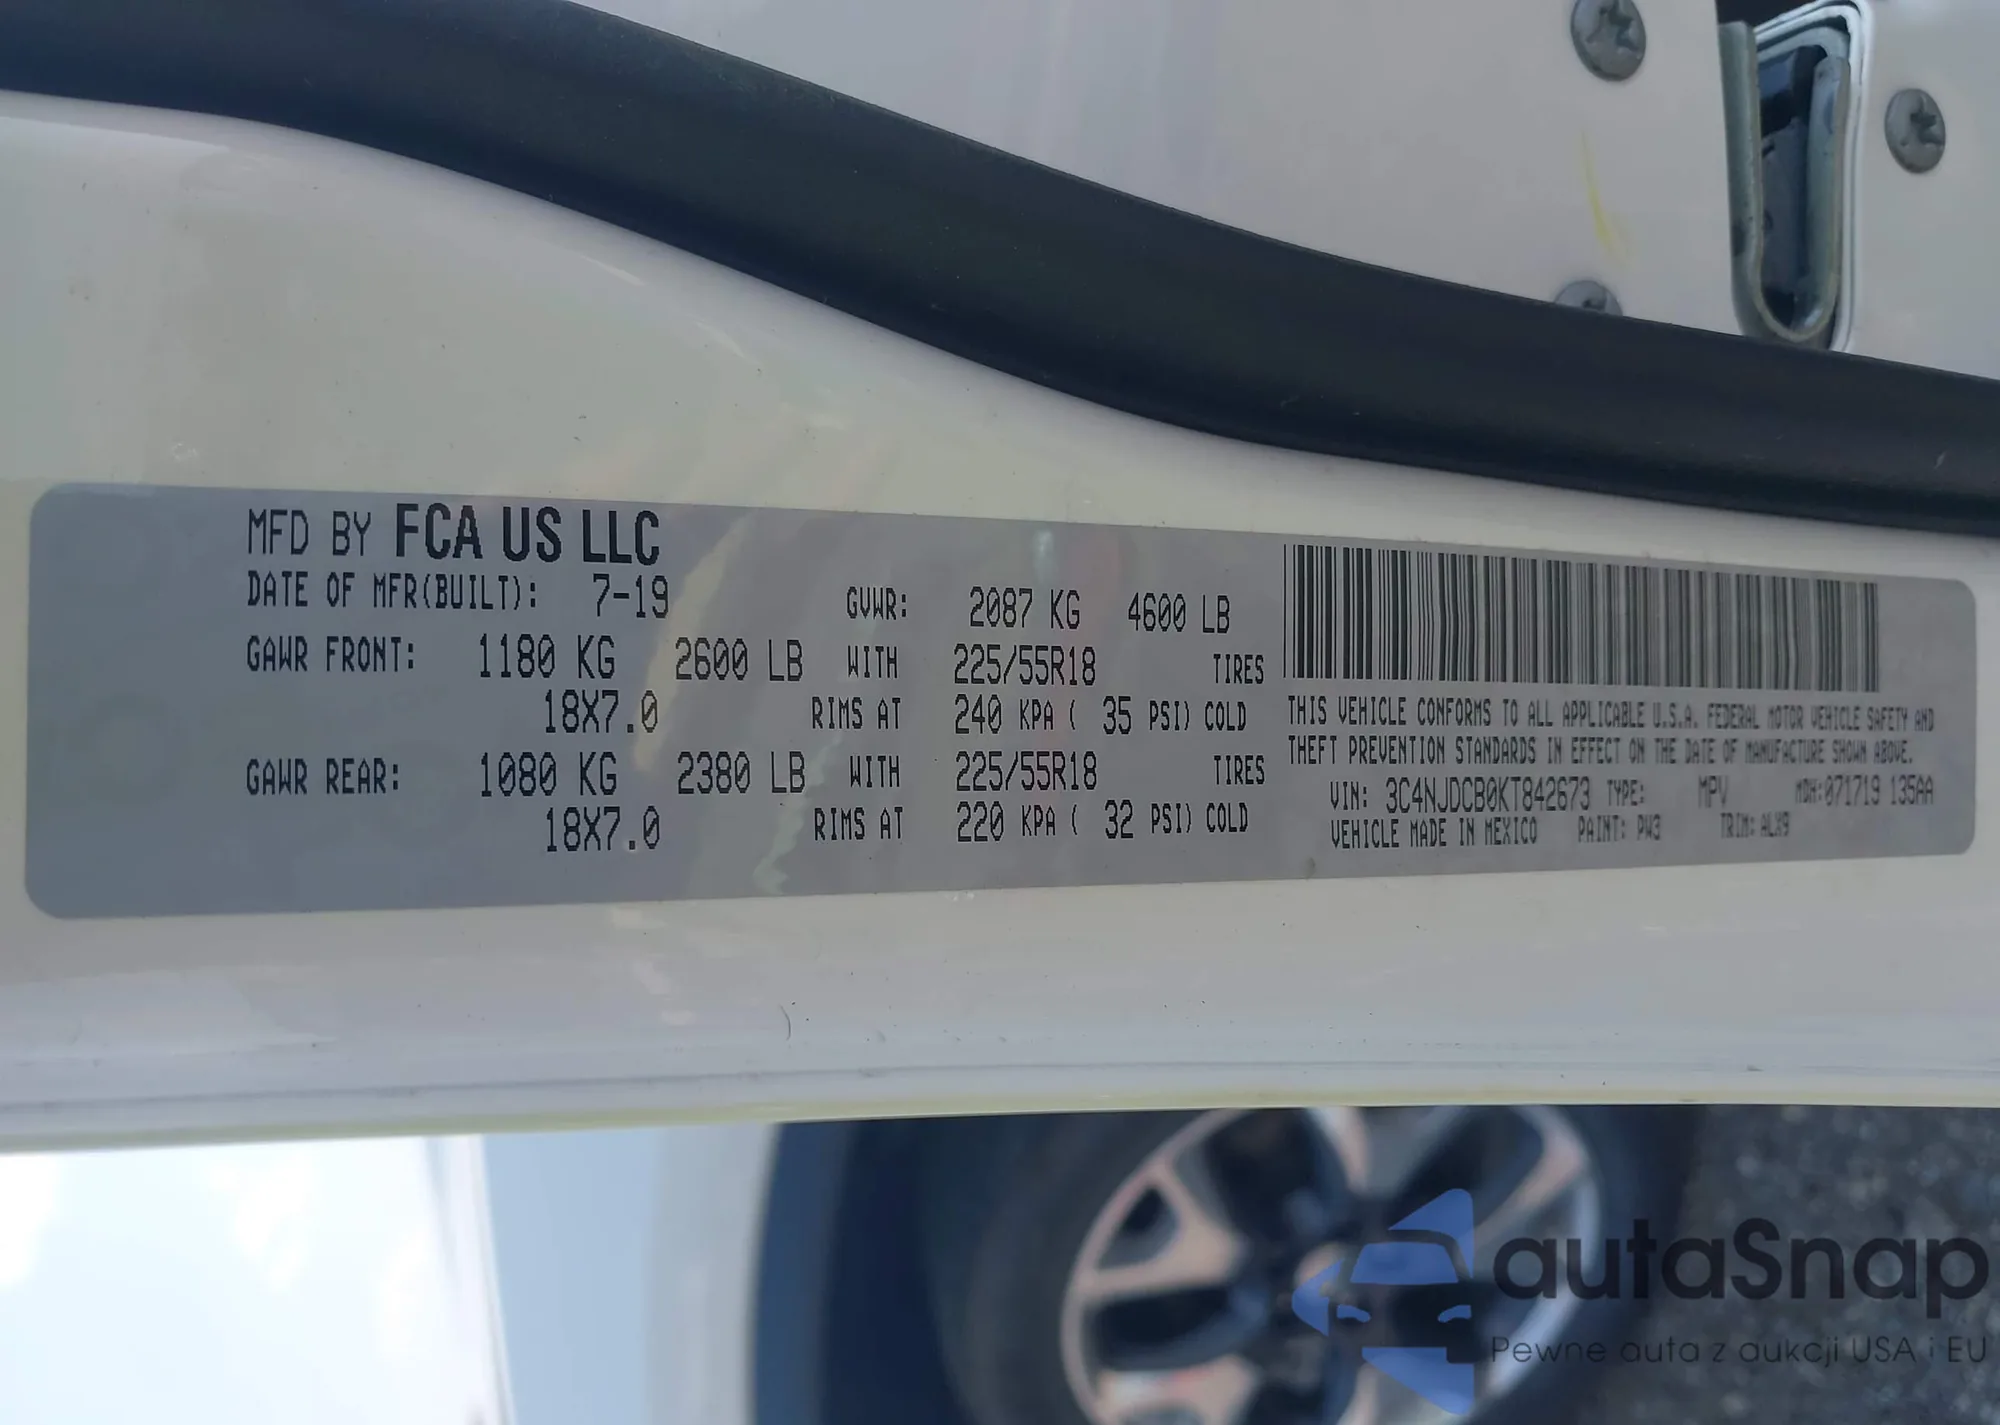 MFD BY FCA US LLC
DATE OF MFR(BUILT): 7-19 GVWR: 2087 KG 4600 LB
GAWR FRONT: 1180 KG 2600 LB WITH 225/55R18 TIRES
18X7.0 RIMS AT 240 KPA ( 35 PSI) COLD
GAWR REAR: 1080 KG 2380 LB WITH 225/55R18 TIRES
18X7.0 RIMS AT 220 KPA ( 32 PSI) COLD
THIS VEHICLE CONFORMS TO ALL APPLICABLE U.S.A. FEDERAL MOTOR VEHICLE SAFETY AND
THEFT PREVENTION STANDARDS IN EFFECT ON THE DATE OF MANUFACTURE SHOWN ABOVE.
VIN: 3C4NJDCB0KT842673 TYPE: MPV MDH:071719 135AA
VEHICLE MADE IN MEXICO PAINT: PW3 TRIM: ALX9
autaSnap
Pewne auta z aukcji USA i EU